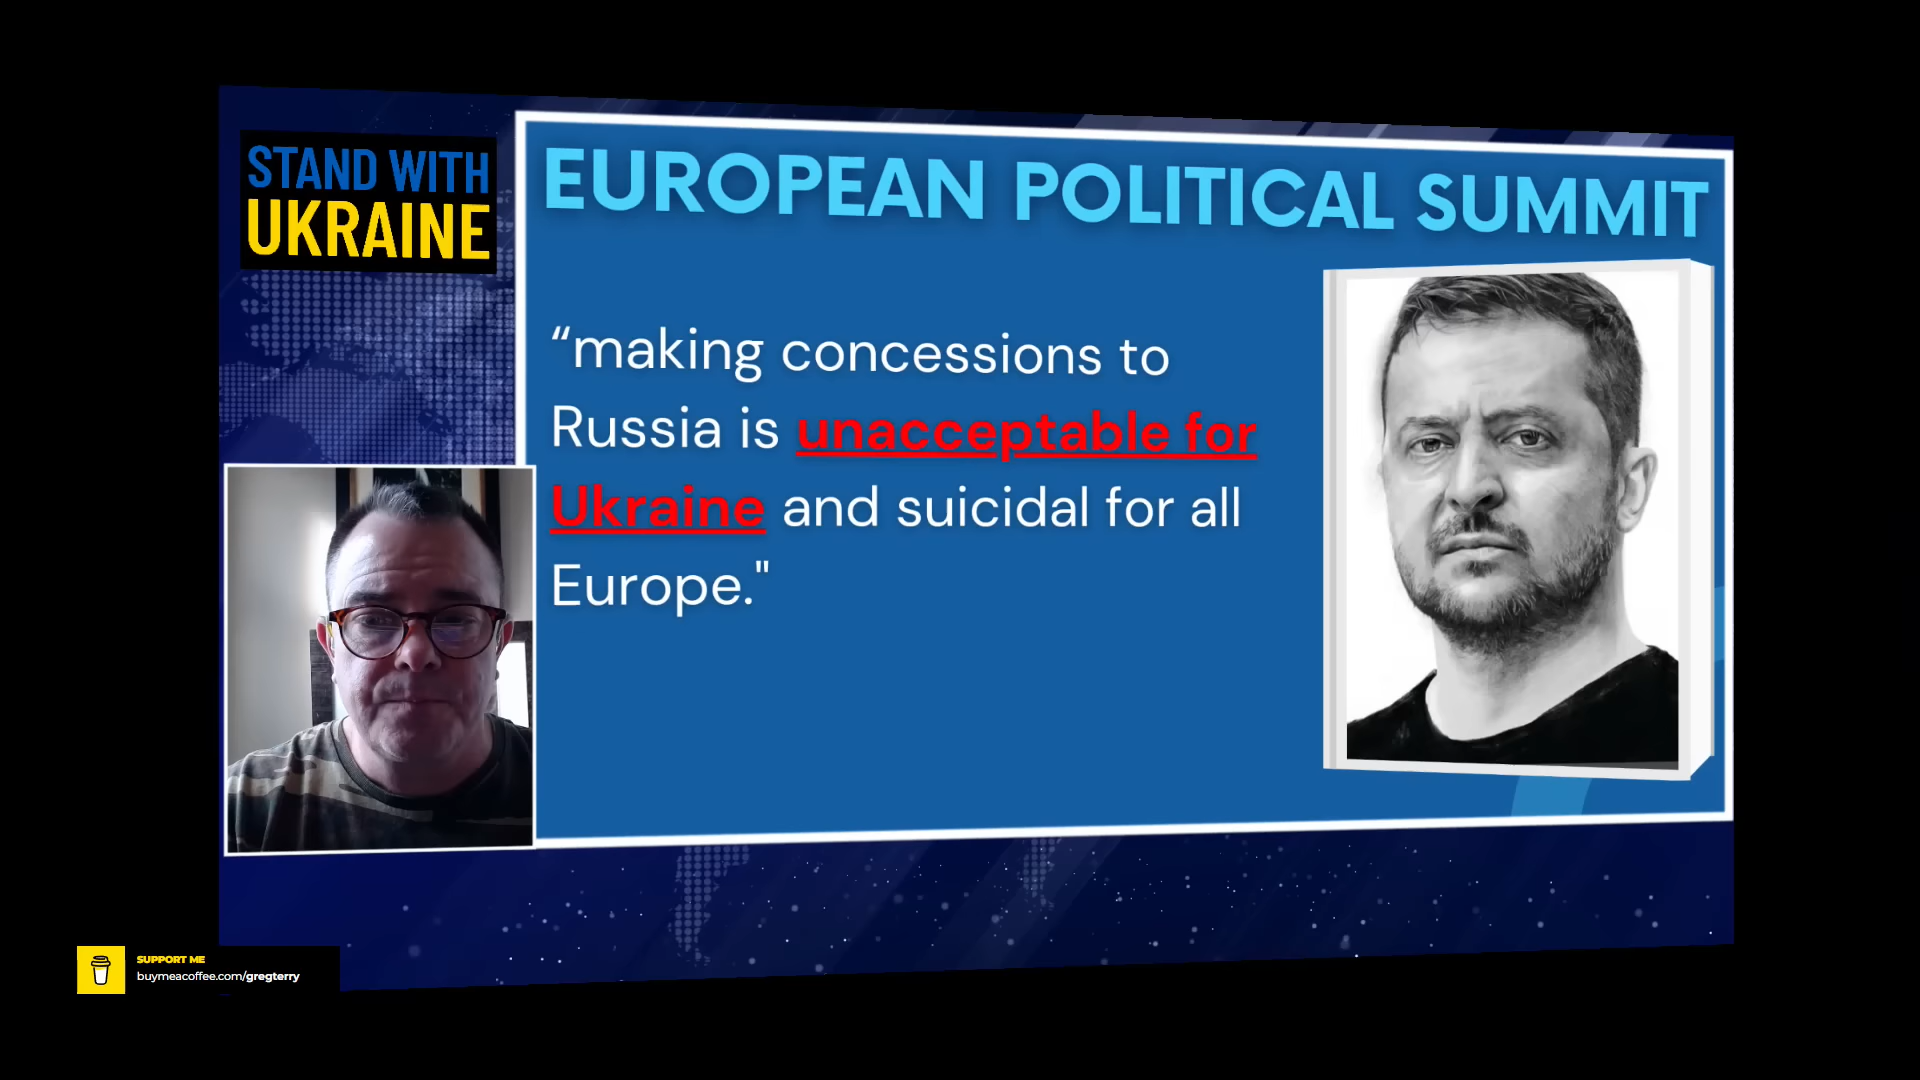 STAND WITH
UKRAINE
EUROPEAN POLITICAL SUMMIT
“making concessions to
Russia is unacceptable for
Ukraine and suicidal for all
Europe."
SUPPORT ME
buymeacoffee.com/gregterry